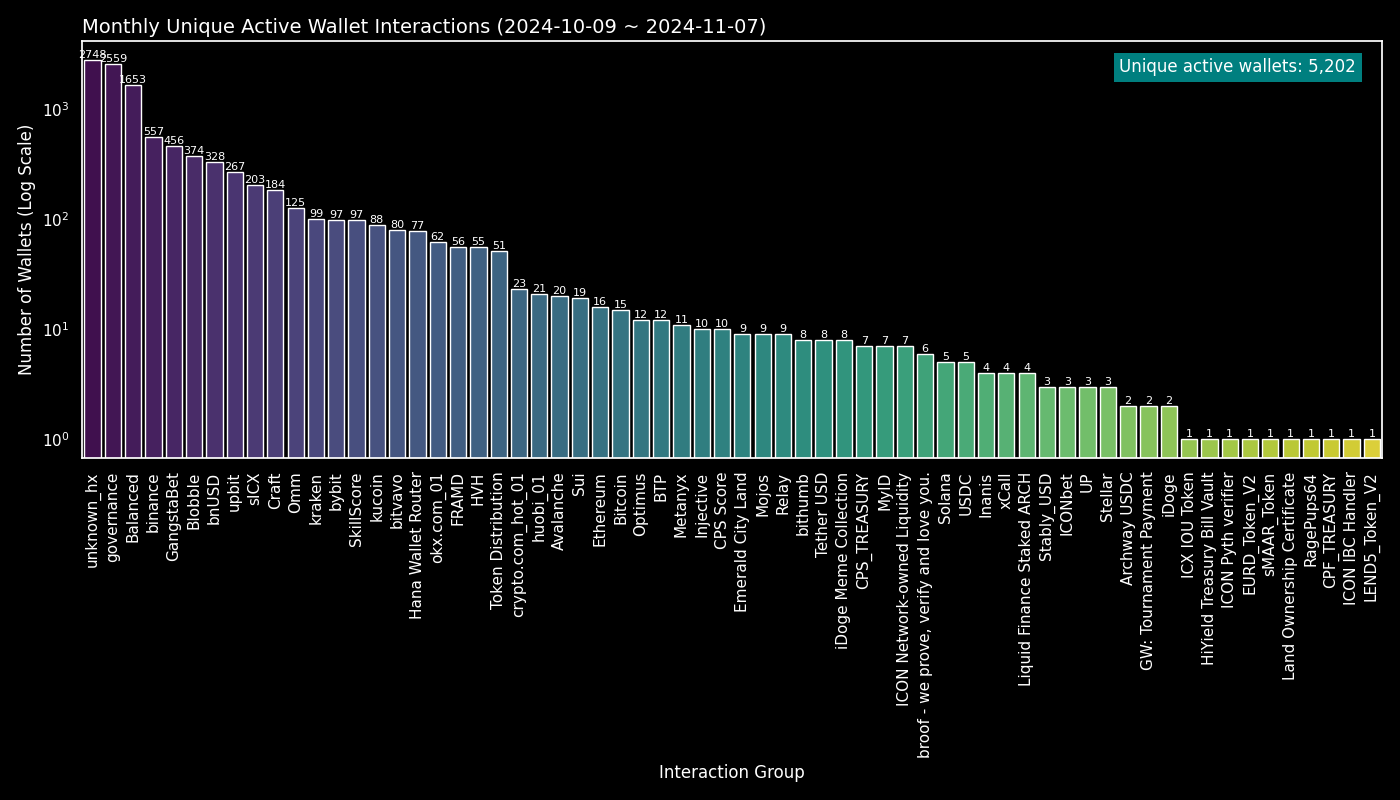 Monthly Unique Active Wallet Interactions (2024-10-09 ~ 2024-11-07)
Unique active wallets: 5,202
Number of Wallets (Log Scale)
10³
10²
10¹
10⁰
2748
2559
1653
557
456
374
328
267
203
184
125
99
97
97
88
80
77
62
56
55
51
23
21
20
19
16
15
12
12
11
10
10
9
9
9
8
8
8
7
7
7
6
5
5
4
4
4
3
3
3
3
2
2
2
1
1
1
1
1
1
1
1
1
1
unknown_hx
governance
Balanced
binance
GangstaBet
Blobble
bnUSD
upbit
sICX
Craft
Omm
kraken
bybit
SkillScore
kucoin
bitvavo
Hana Wallet Router
okx.com_01
FRAMD
HVH
Token Distribution
crypto.com_hot_01
huobi_01
Avalanche
Sui
Ethereum
Bitcoin
Optimus
BTP
Metanyx
Injective
CPS Score
Emerald City Land
Mojos
Relay
bithumb
Tether USD
iDoge Meme Collection
CPS_TREASURY
MyID
ICON Network-owned Liquidity
broof - we prove, verify and love you.
Solana
USDC
Inanis
xCall
Liquid Finance Staked ARCH
Stably_USD
ICONbet
UP
Stellar
Archway USDC
GW: Tournament Payment
iDoge
ICX IOU Token
HiYield Treasury Bill Vault
ICON Pyth verifier
EURD_Token_V2
sMAAR_Token
Land Ownership Certificate
RagePups64
CPF_TREASURY
ICON IBC Handler
LEND5_Token_V2
Interaction Group